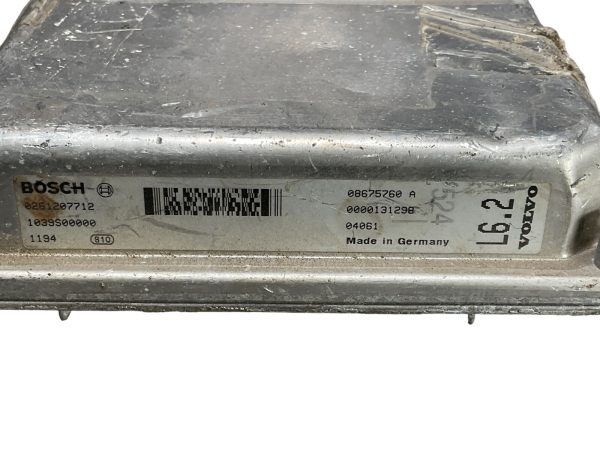 BOSCH
0261207712
1039S00000
1194 810
08675760 A
0000131298
04061
Made in Germany
L6.2
VOLVO